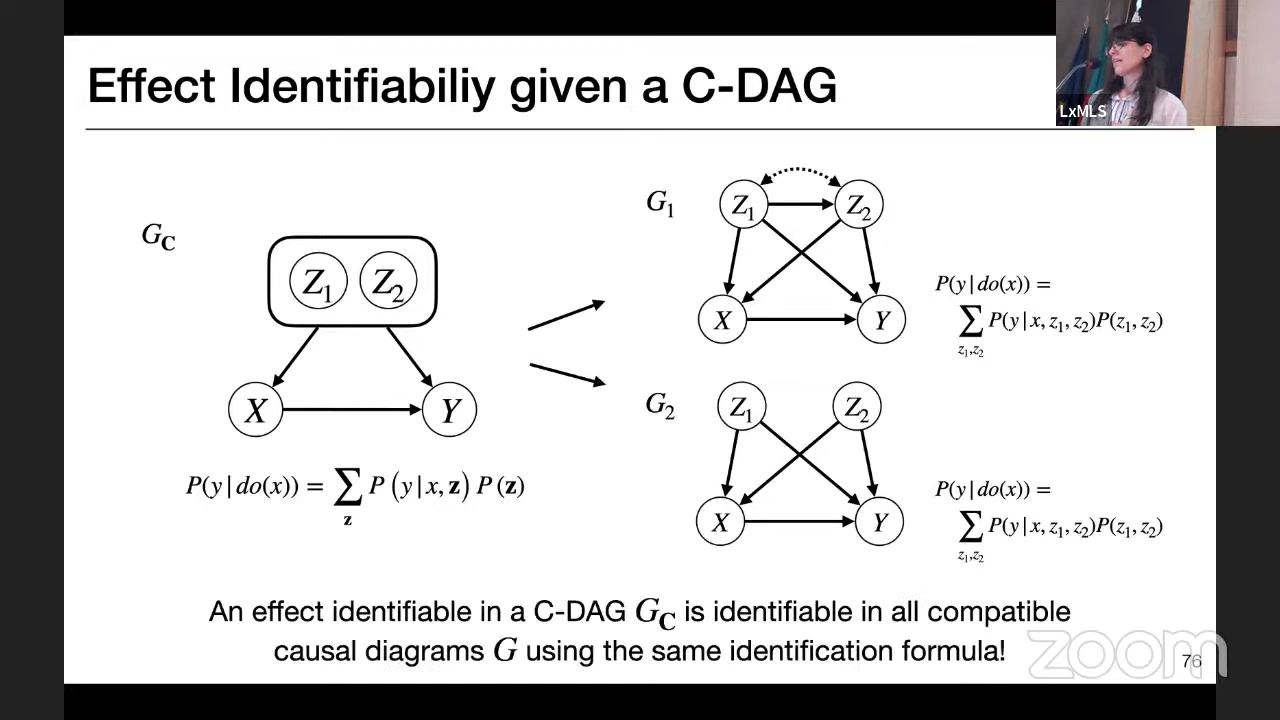 Effect Identifiabiliy given a C-DAG
LxMLS
G_C
Z₁ Z₂
X Y
P(y|do(x)) = ∑_z P(y|x, z) P(z)
G₁
Z₁ Z₂
X Y
P(y|do(x)) =
∑_{z₁,z₂} P(y|x, z₁, z₂)P(z₁, z₂)
G₂
Z₁ Z₂
X Y
P(y|do(x)) =
∑_{z₁,z₂} P(y|x, z₁, z₂)P(z₁, z₂)
An effect identifiable in a C-DAG G_C is identifiable in all compatible
causal diagrams G using the same identification formula!
zoom
76